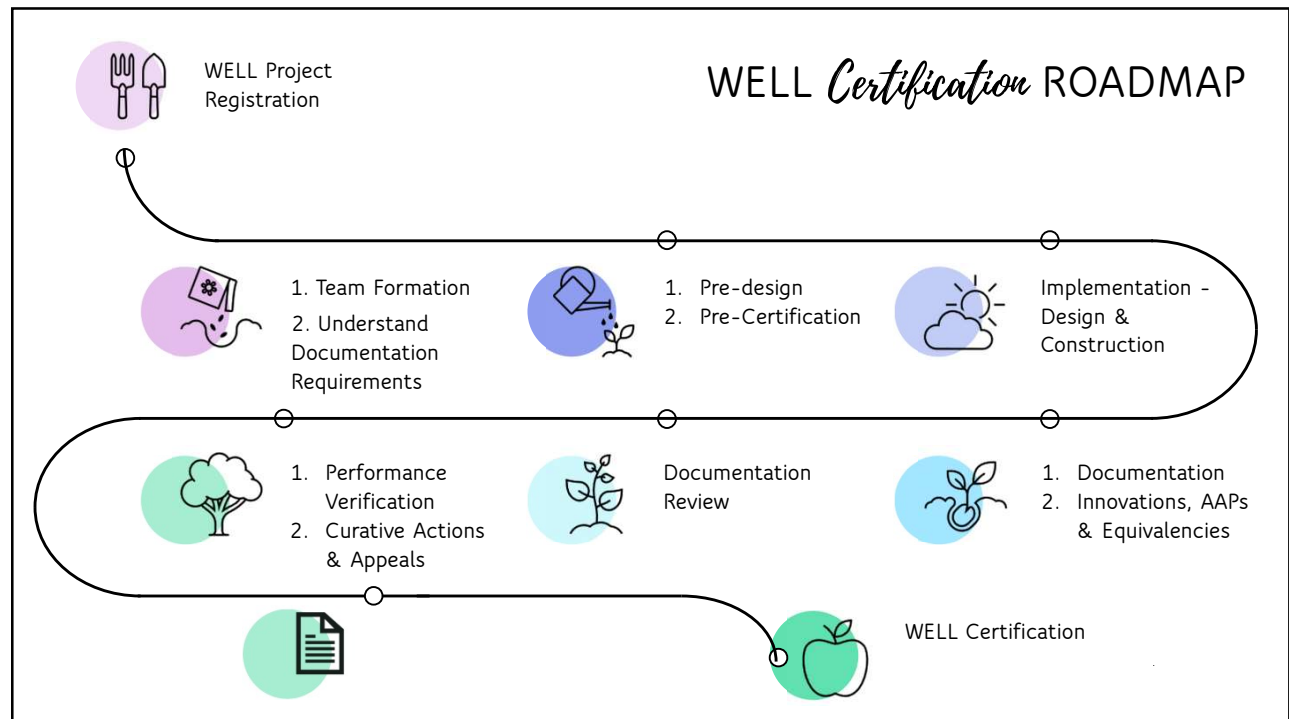 WELL Project
Registration
WELL Certification ROADMAP
1. Team Formation
2. Understand
Documentation
Requirements
1. Pre-design
2. Pre-Certification
Implementation -
Design &
Construction
1. Performance
Verification
2. Curative Actions
& Appeals
Documentation
Review
1. Documentation
2. Innovations, AAPs
& Equivalencies
WELL Certification